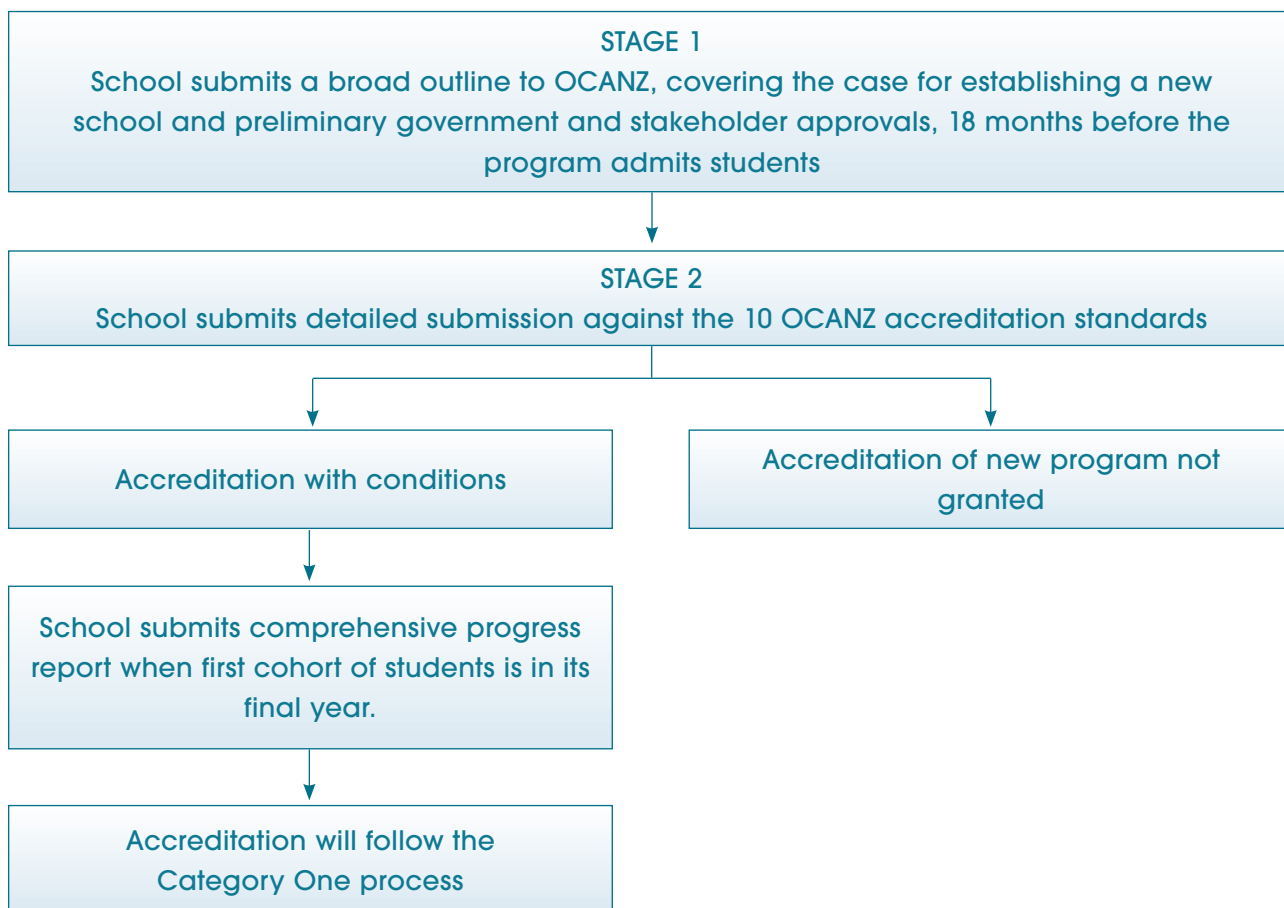 STAGE 1
School submits a broad outline to OCANZ, covering the case for establishing a new
school and preliminary government and stakeholder approvals, 18 months before the
program admits students
STAGE 2
School submits detailed submission against the 10 OCANZ accreditation standards
Accreditation with conditions
Accreditation of new program not
granted
School submits comprehensive progress
report when first cohort of students is in its
final year.
Accreditation will follow the
Category One process